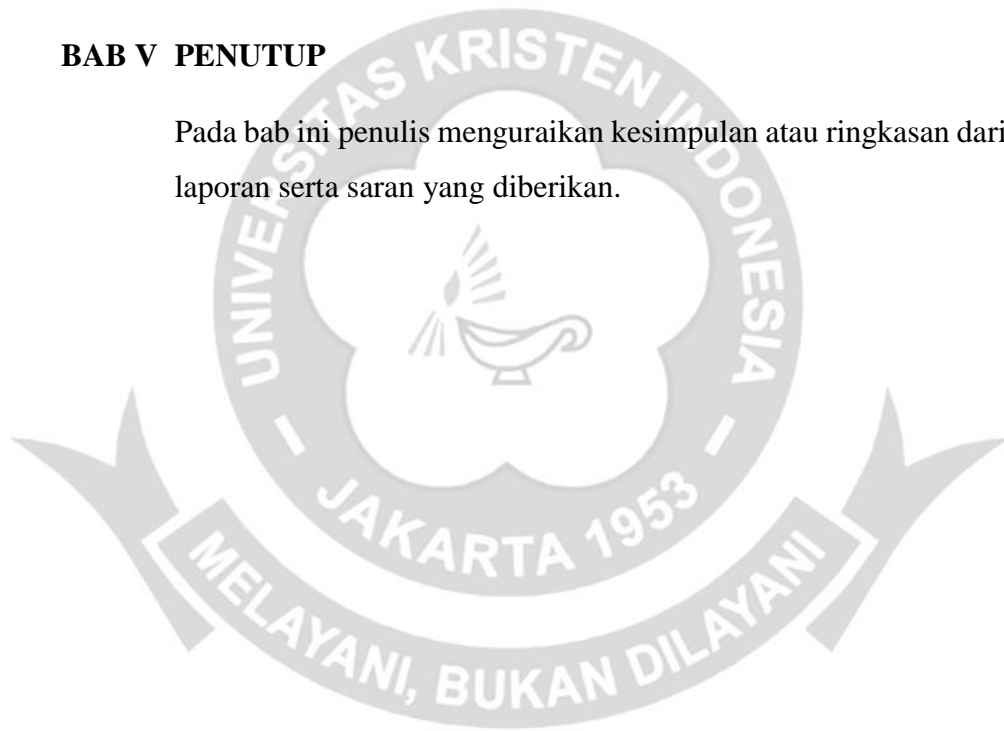 BAB V PENUTUP
Pada bab ini penulis menguraikan kesimpulan atau ringkasan dari
laporan serta saran yang diberikan.
UNIVERSITAS KRISTEN INDONESIA
- JAKARTA 1953 -
MELAYANI, BUKAN DILAYANI